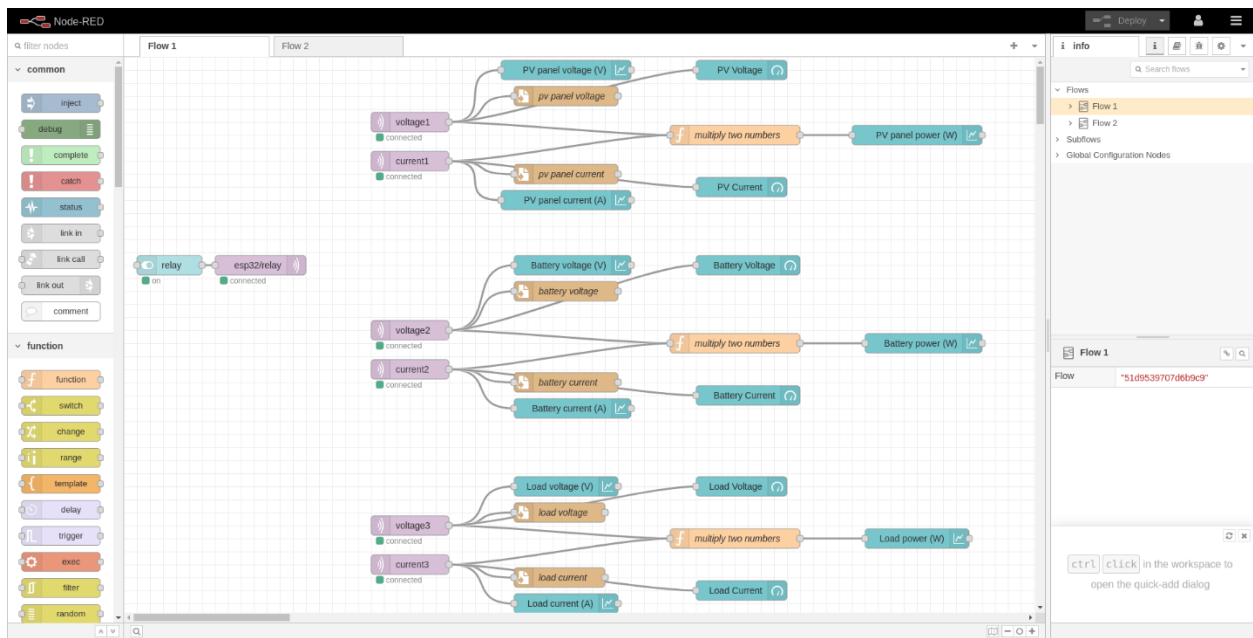 Node-RED
Deploy
filter nodes
common
inject
debug
complete
catch
status
link in
link call
link out
comment
function
function
switch
change
range
template
delay
trigger
exec
filter
random
Flow 1
Flow 2
PV panel voltage (V)
PV Voltage
pv panel voltage
voltage1
connected
multiply two numbers
PV panel power (W)
current1
connected
pv panel current
PV Current
PV panel current (A)
relay
on
esp32/relay
connected
Battery voltage (V)
Battery Voltage
battery voltage
voltage2
connected
multiply two numbers
Battery power (W)
current2
connected
battery current
Battery Current
Battery current (A)
Load voltage (V)
Load Voltage
load voltage
voltage3
connected
multiply two numbers
Load power (W)
current3
connected
load current
Load Current
Load current (A)
i info
i
Search flows
Flows
Flow 1
Flow 2
Subflows
Global Configuration Nodes
Flow 1
Flow "51d9539707d6b9c9"
ctrl click in the workspace to
open the quick-add dialog